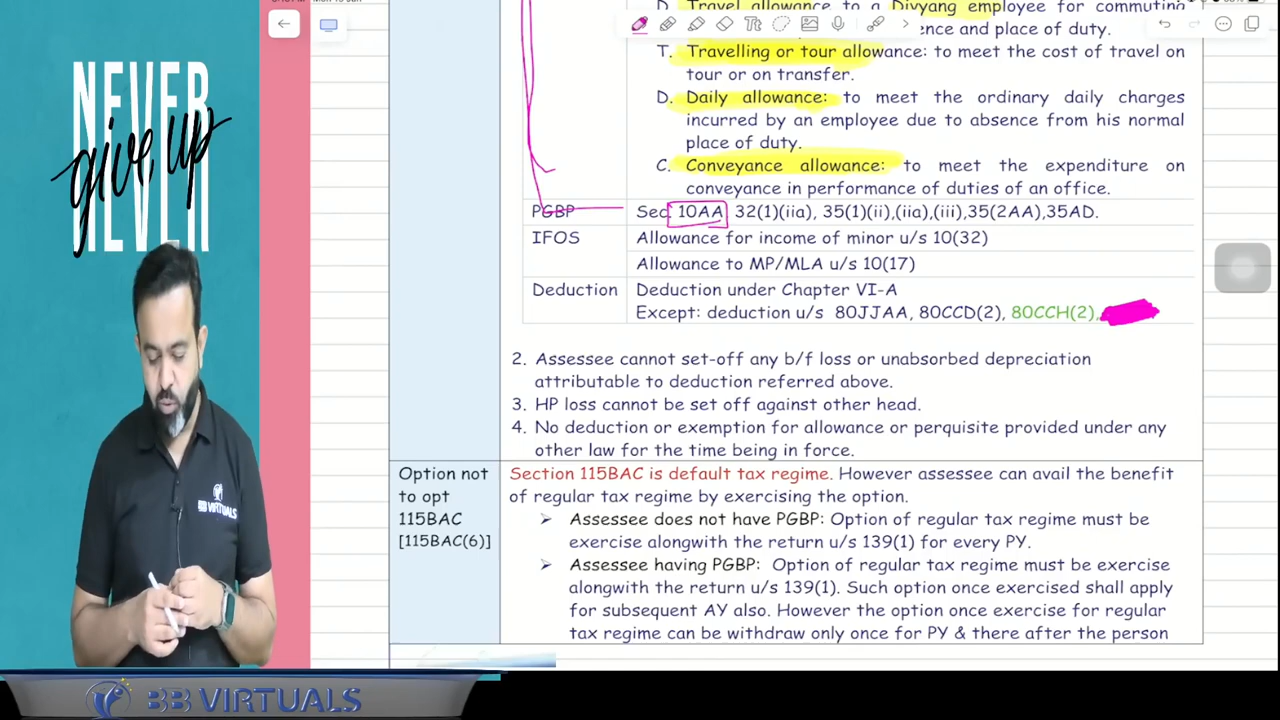 NEVER
give up
NEVER
D. Travel allowance to a Divyang employee for commuting
ence and place of duty.
T. Travelling or tour allowance: to meet the cost of travel on
tour or on transfer.
D. Daily allowance: to meet the ordinary daily charges
incurred by an employee due to absence from his normal
place of duty.
C. Conveyance allowance: to meet the expenditure on
conveyance in performance of duties of an office.
PGBP Sec 10AA 32(1)(iia), 35(1)(ii),(iia),(iii),35(2AA),35AD.
IFOS Allowance for income of minor u/s 10(32)
Allowance to MP/MLA u/s 10(17)
Deduction Deduction under Chapter VI-A
Except: deduction u/s 80JJAA, 80CCD(2), 80CCH(2),
2. Assessee cannot set-off any b/f loss or unabsorbed depreciation
attributable to deduction referred above.
3. HP loss cannot be set off against other head.
4. No deduction or exemption for allowance or perquisite provided under any
other law for the time being in force.
Option not
to opt
115BAC
[115BAC(6)]
Section 115BAC is default tax regime. However assessee can avail the benefit
of regular tax regime by exercising the option.
➢ Assessee does not have PGBP: Option of regular tax regime must be
exercise alongwith the return u/s 139(1) for every PY.
➢ Assessee having PGBP: Option of regular tax regime must be exercise
alongwith the return u/s 139(1). Such option once exercised shall apply
for subsequent AY also. However the option once exercise for regular
tax regime can be withdraw only once for PY & there after the person
BB VIRTUALS
BB VIRTUALS